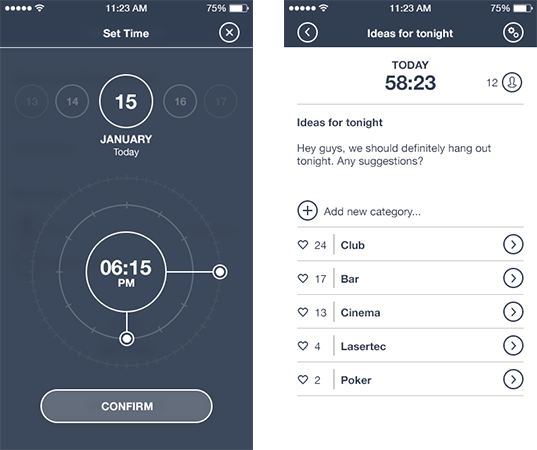 11:23 AM
75%
Set Time
13
14
15
16
17
JANUARY
Today
06:15
PM
CONFIRM
11:23 AM
75%
Ideas for tonight
TODAY
58:23
12
Ideas for tonight
Hey guys, we should definitely hang out
tonight. Any suggestions?
Add new category...
24 Club
17 Bar
13 Cinema
4 Lasertec
2 Poker